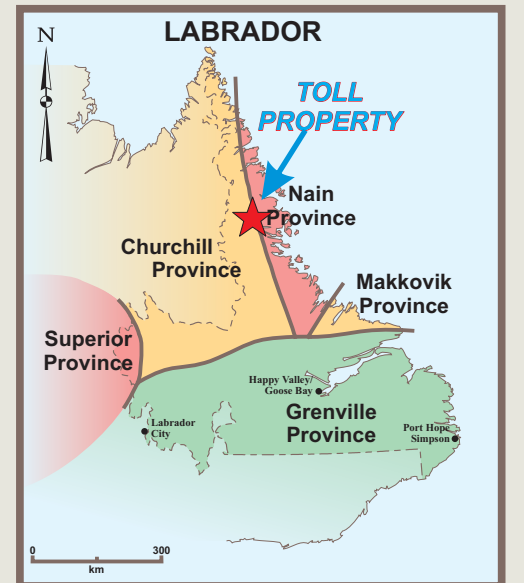 LABRADOR
N
TOLL
PROPERTY
Nain
Province
Churchill
Province
Makkovik
Province
Superior
Province
Happy Valley/
Goose Bay
Grenville
Province
Labrador
City
Port Hope
Simpson
0 300
km